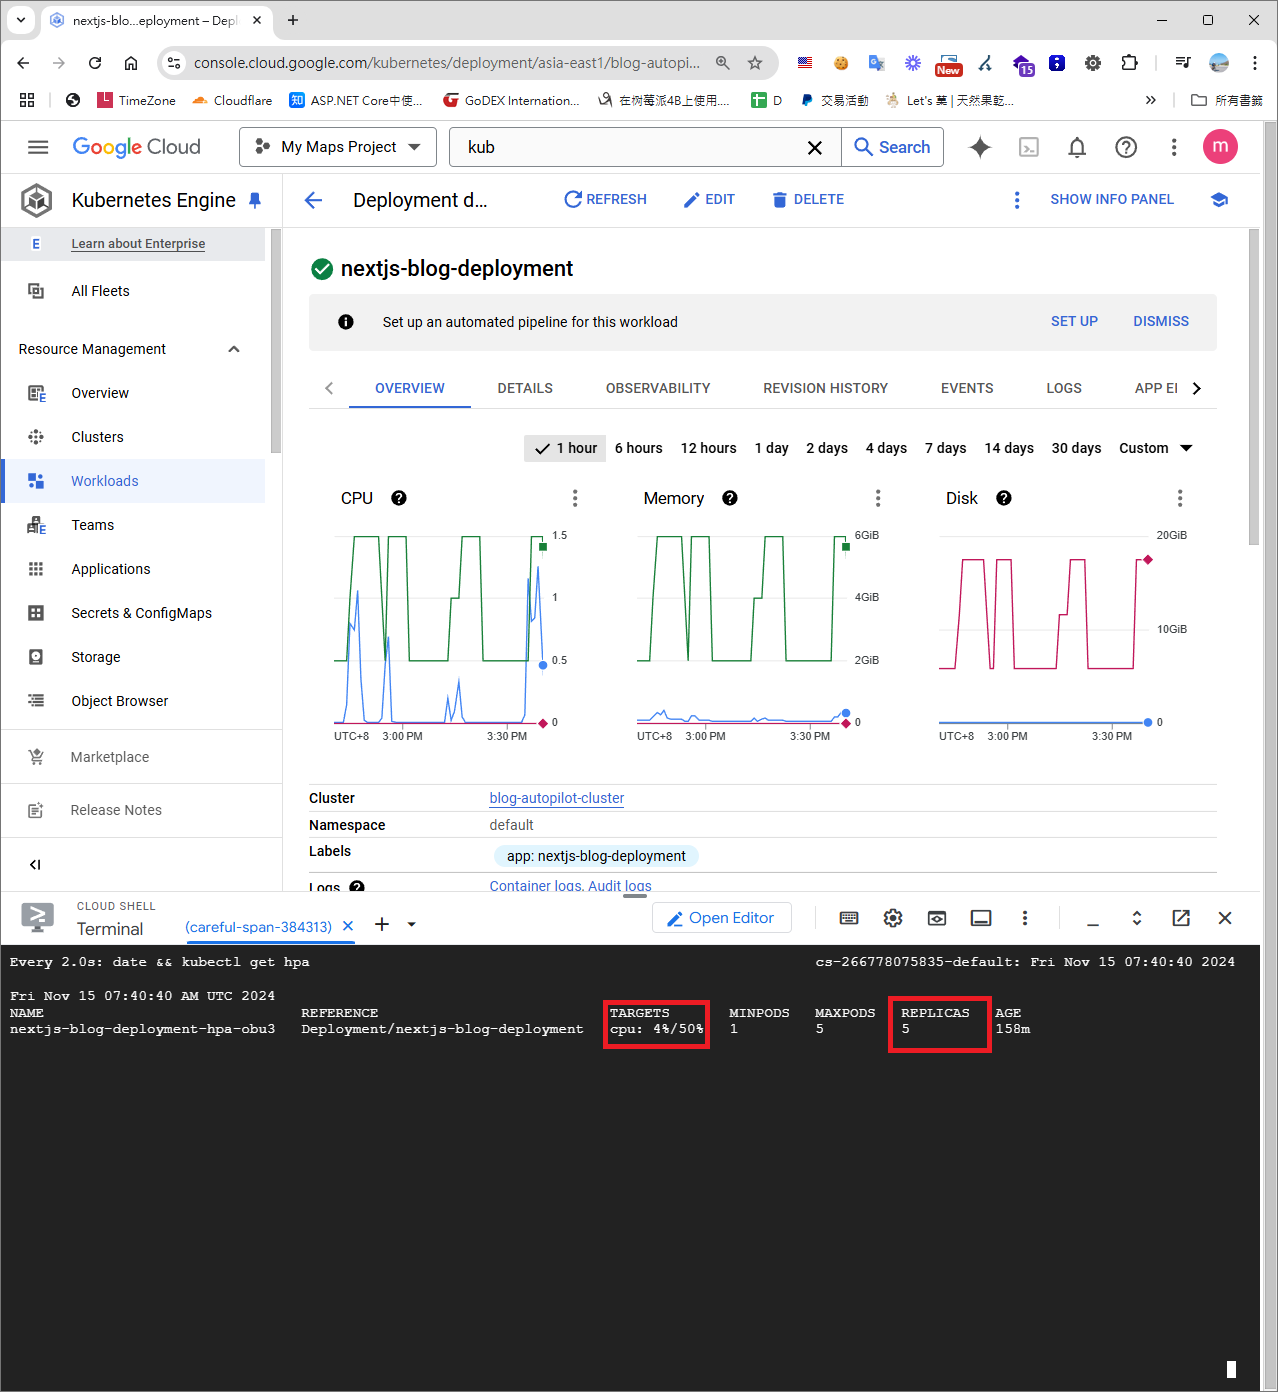 nextjs-blo...eployment – Depl
console.cloud.google.com/kubernetes/deployment/asia-east1/blog-autopi...
New
15
TimeZone
Cloudflare
知
ASP.NET Core中使...
GoDEX Internation...
在树莓派4B上使用....
D
交易活動
Let's 菓 | 天然果乾...
所有書籤
Google Cloud
My Maps Project
kub
Search
m
Kubernetes Engine
Deployment d...
REFRESH
EDIT
DELETE
SHOW INFO PANEL
E
Learn about Enterprise
All Fleets
Resource Management
Overview
Clusters
Workloads
Teams
Applications
Secrets & ConfigMaps
Storage
Object Browser
Marketplace
Release Notes
nextjs-blog-deployment
Set up an automated pipeline for this workload
SET UP
DISMISS
OVERVIEW
DETAILS
OBSERVABILITY
REVISION HISTORY
EVENTS
LOGS
APP EI
1 hour
6 hours
12 hours
1 day
2 days
4 days
7 days
14 days
30 days
Custom
CPU
1.5
1
0.5
0
UTC+8
3:00 PM
3:30 PM
Memory
6GiB
4GiB
2GiB
0
UTC+8
3:00 PM
3:30 PM
Disk
20GiB
10GiB
0
UTC+8
3:00 PM
3:30 PM
Cluster blog-autopilot-cluster
Namespace default
Labels app: nextjs-blog-deployment
Logs Container logs, Audit logs
CLOUD SHELL
Terminal
(careful-span-384313)
Open Editor
Every 2.0s: date && kubectl get hpa cs-266778075835-default: Fri Nov 15 07:40:40 2024
Fri Nov 15 07:40:40 AM UTC 2024
NAME REFERENCE TARGETS MINPODS MAXPODS REPLICAS AGE
nextjs-blog-deployment-hpa-obu3 Deployment/nextjs-blog-deployment cpu: 4%/50% 1 5 5 158m